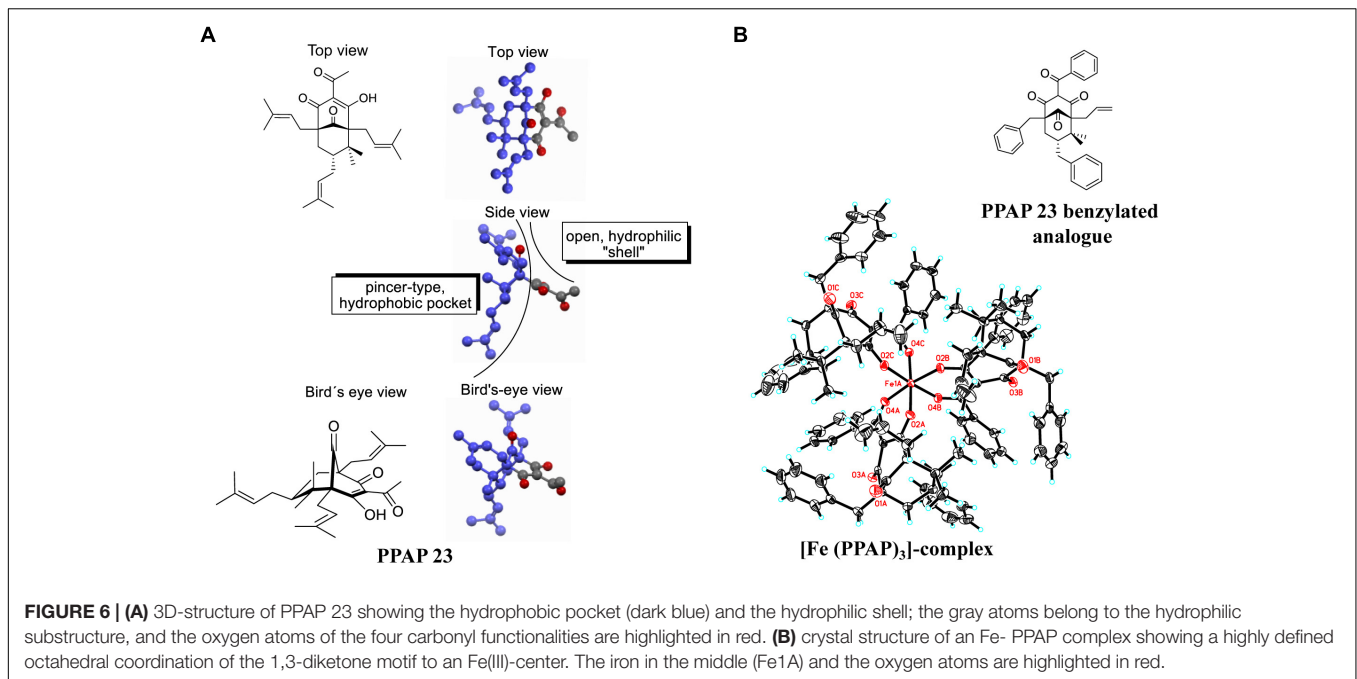 A
Top view
O
O
OH
O
Top view
Side view
open, hydrophilic
"shell"
pincer-type,
hydrophobic pocket
Bird´s eye view
O
O
O
OH
Bird's-eye view
PPAP 23
B
O
O
O
O
PPAP 23 benzylated
analogue
O1C
O3C
O4C
O2C
O2B
O1B
Fe1A
O3B
O4A
O4B
O2A
O3A
O1A
[Fe (PPAP)3]-complex
FIGURE 6 | (A) 3D-structure of PPAP 23 showing the hydrophobic pocket (dark blue) and the hydrophilic shell; the gray atoms belong to the hydrophilic
substructure, and the oxygen atoms of the four carbonyl functionalities are highlighted in red. (B) crystal structure of an Fe- PPAP complex showing a highly defined
octahedral coordination of the 1,3-diketone motif to an Fe(III)-center. The iron in the middle (Fe1A) and the oxygen atoms are highlighted in red.